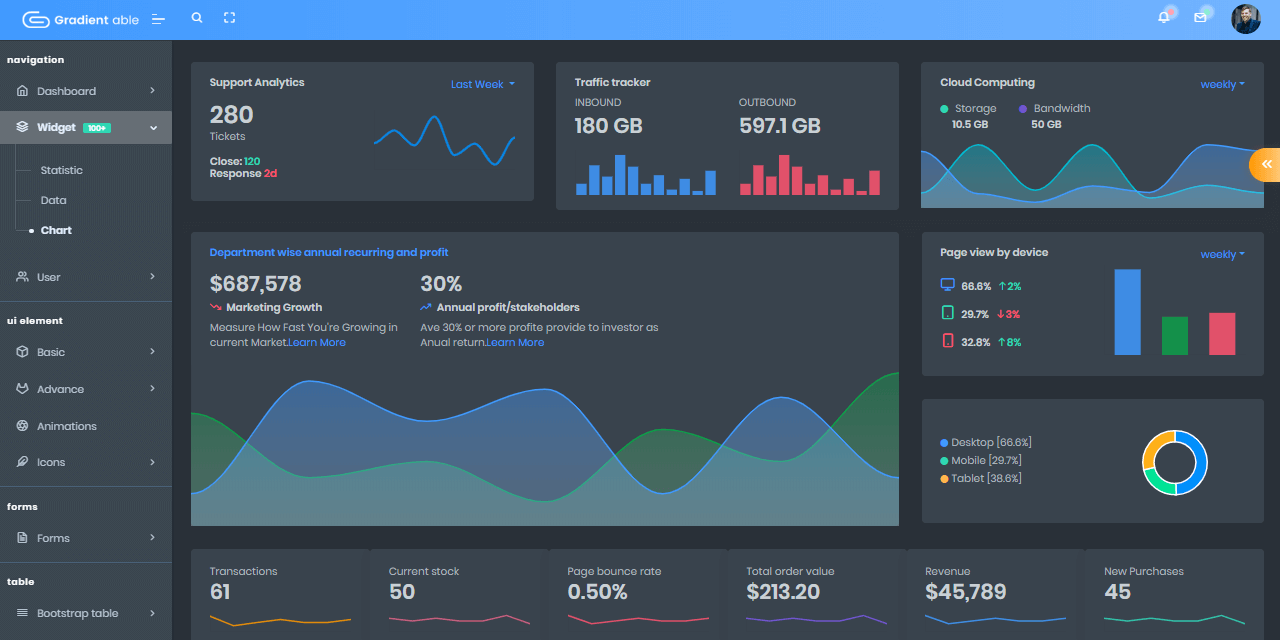 Gradient able
navigation
Dashboard
Widget 100+
Statistic
Data
Chart
User
ui element
Basic
Advance
Animations
Icons
forms
Forms
table
Bootstrap table
Support Analytics
Last Week
280
Tickets
Close: 120
Response 2d
Traffic tracker
INBOUND
180 GB
OUTBOUND
597.1 GB
Cloud Computing
weekly
Storage
10.5 GB
Bandwidth
50 GB
Department wise annual recurring and profit
$687,578
Marketing Growth
Measure How Fast You're Growing in
current Market.Learn More
30%
Annual profit/stakeholders
Ave 30% or more profite provide to investor as
Anual return.Learn More
Page view by device
weekly
66.6% ↑2%
29.7% ↓3%
32.8% ↑8%
Desktop [66.6%]
Mobile [29.7%]
Tablet [38.6%]
Transactions
61
Current stock
50
Page bounce rate
0.50%
Total order value
$213.20
Revenue
$45,789
New Purchases
45